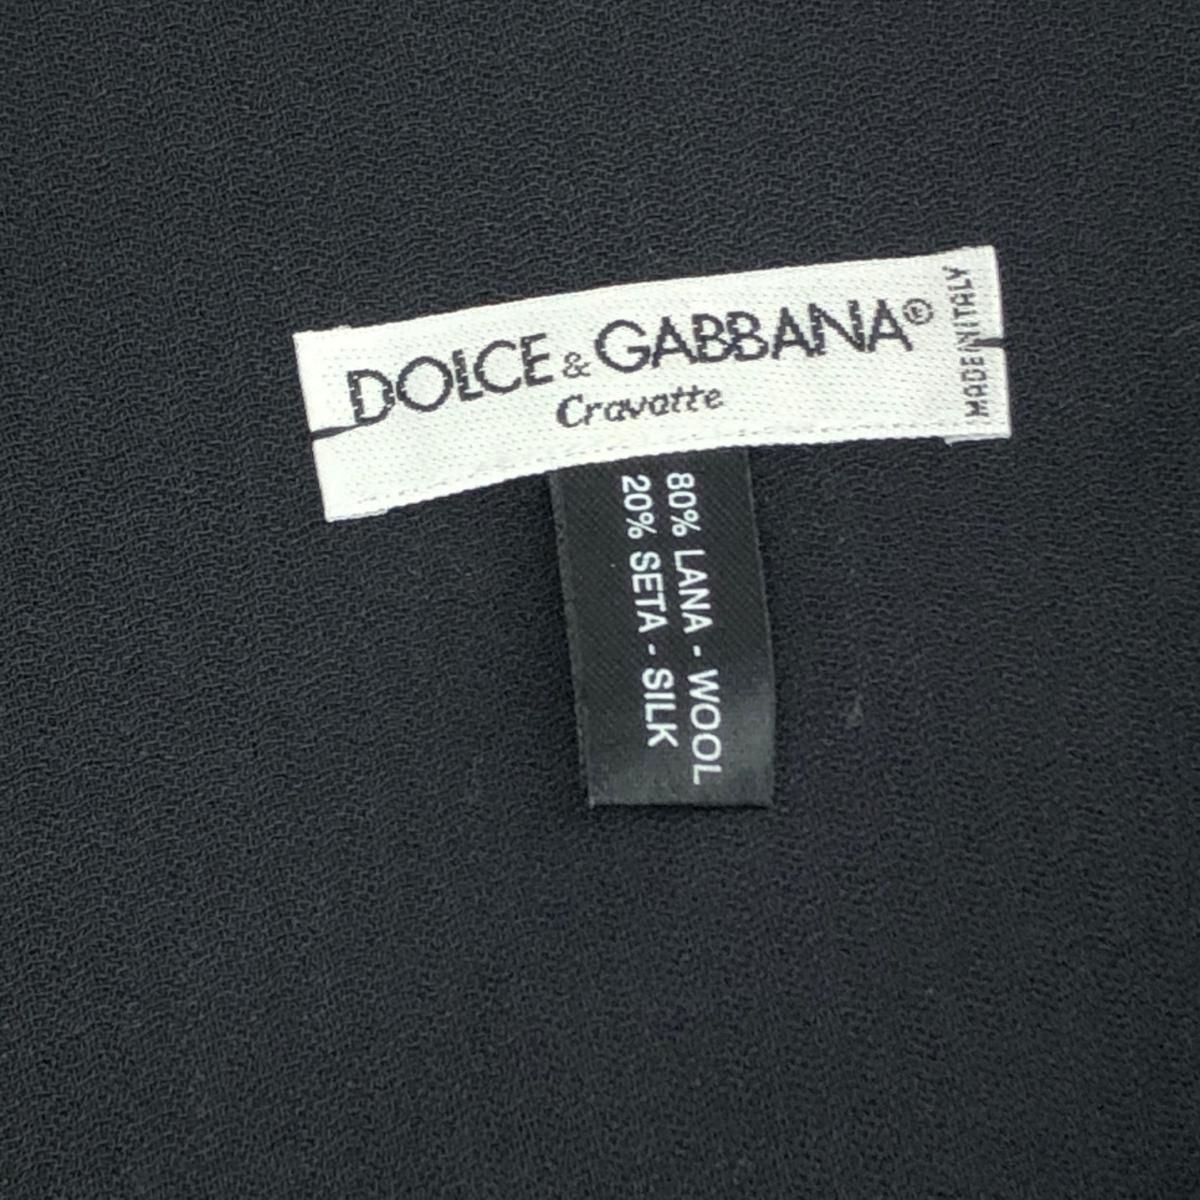 DOLCE & GABBANA®
Cravatte
MADE IN ITALY
80% LANA - WOOL
20% SETA - SILK